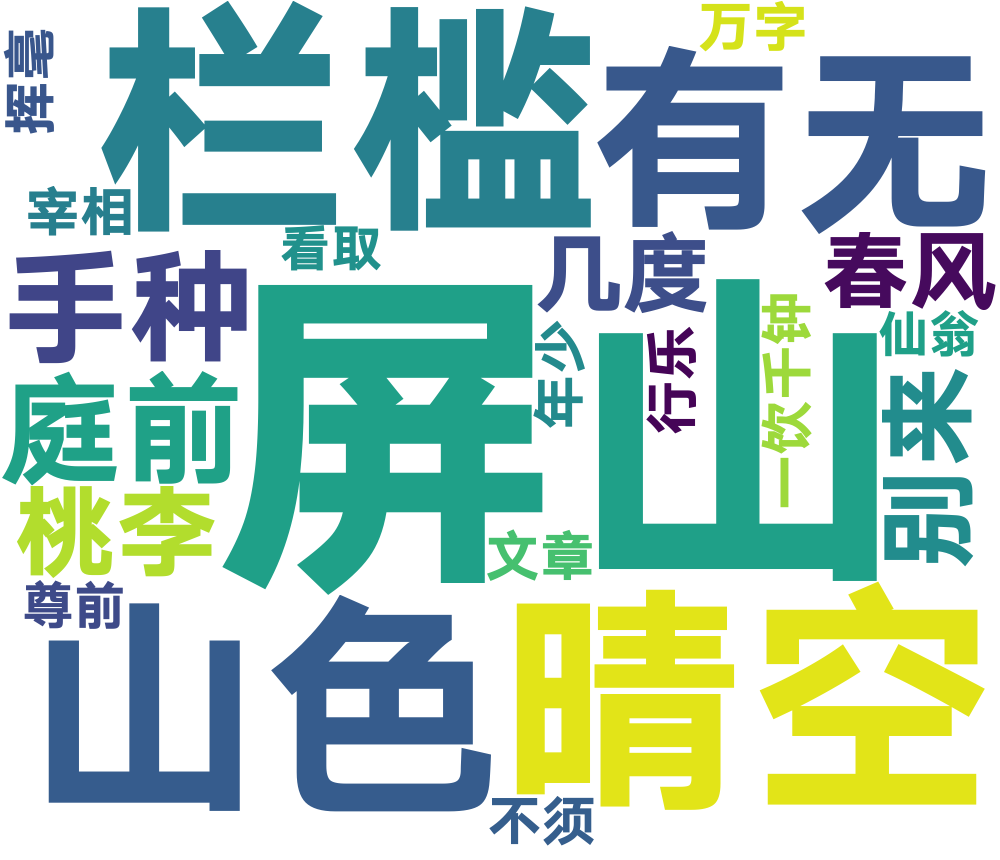 挥毫
栏槛
有无
万字
宰相
看取
手种
几度
春风
屏山
年少
行乐
一饮千钟
仙翁
庭前
别来
桃李
文章
尊前
山色
晴空
不须